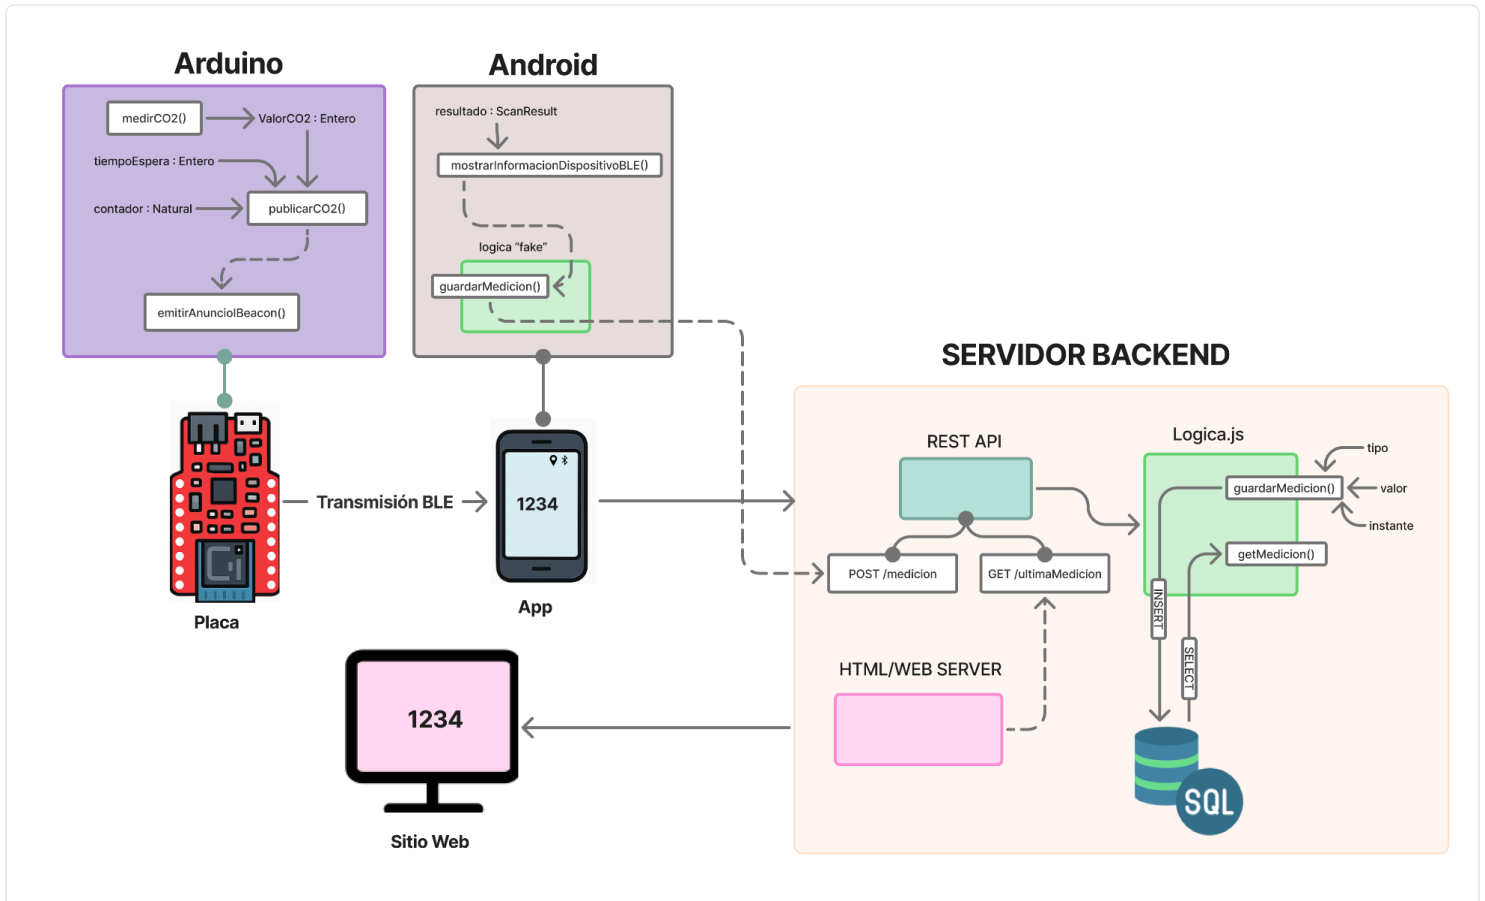 Arduino
medirCO2()
ValorCO2 : Entero
tiempoEspera : Entero
contador : Natural
publicarCO2()
emitirAnuncioIBeacon()
Android
resultado : ScanResult
mostrarInformacionDispositivoBLE()
logica “fake”
guardarMedicion()
Transmisión BLE
1234
Placa
App
SERVIDOR BACKEND
REST API
POST /medicion
GET /ultimaMedicion
Logica.js
guardarMedicion()
tipo
valor
instante
getMedicion()
INSERT
SELECT
HTML/WEB SERVER
SQL
1234
Sitio Web